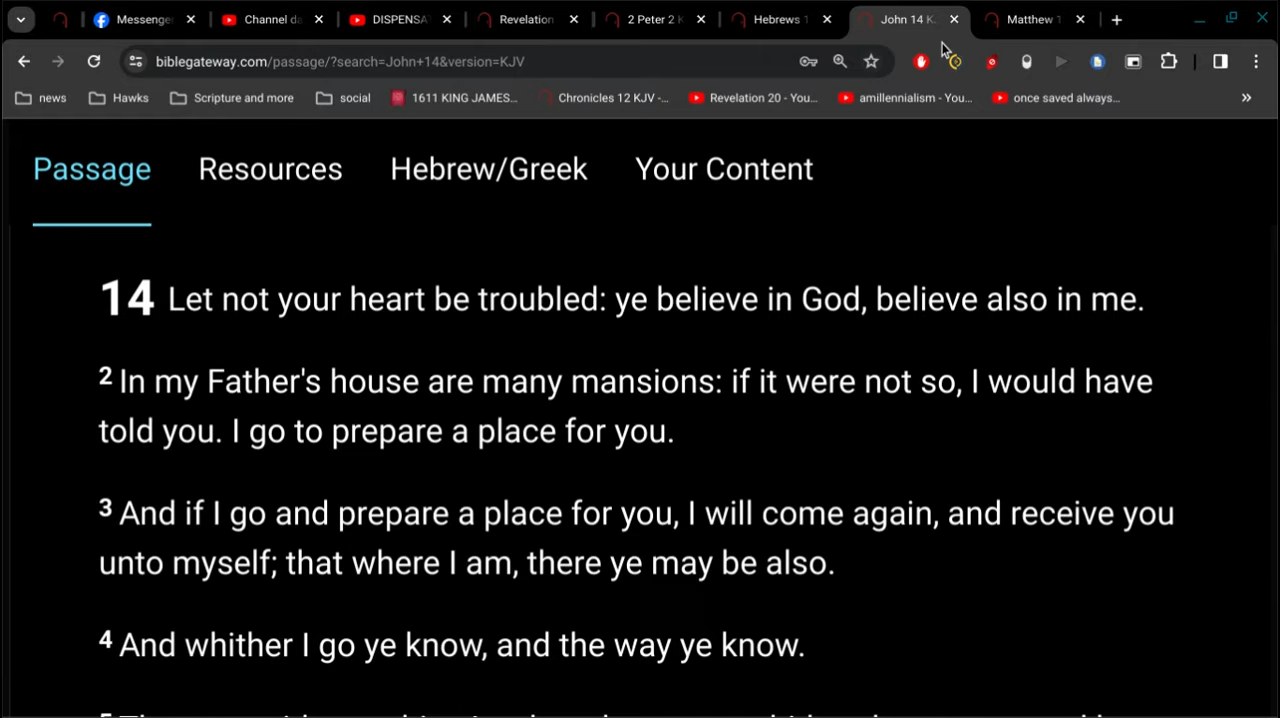 Messenge
Channel da
DISPENSA
Revelation
2 Peter 2 K
Hebrews 1
John 14 K
Matthew 1
biblegateway.com/passage/?search=John+14&version=KJV
news
Hawks
Scripture and more
social
1611 KING JAMES...
Chronicles 12 KJV -...
Revelation 20 - You...
amillennialism - You...
once saved always...
Passage
Resources
Hebrew/Greek
Your Content
14 Let not your heart be troubled: ye believe in God, believe also in me.
2 In my Father's house are many mansions: if it were not so, I would have
told you. I go to prepare a place for you.
3 And if I go and prepare a place for you, I will come again, and receive you
unto myself; that where I am, there ye may be also.
4 And whither I go ye know, and the way ye know.